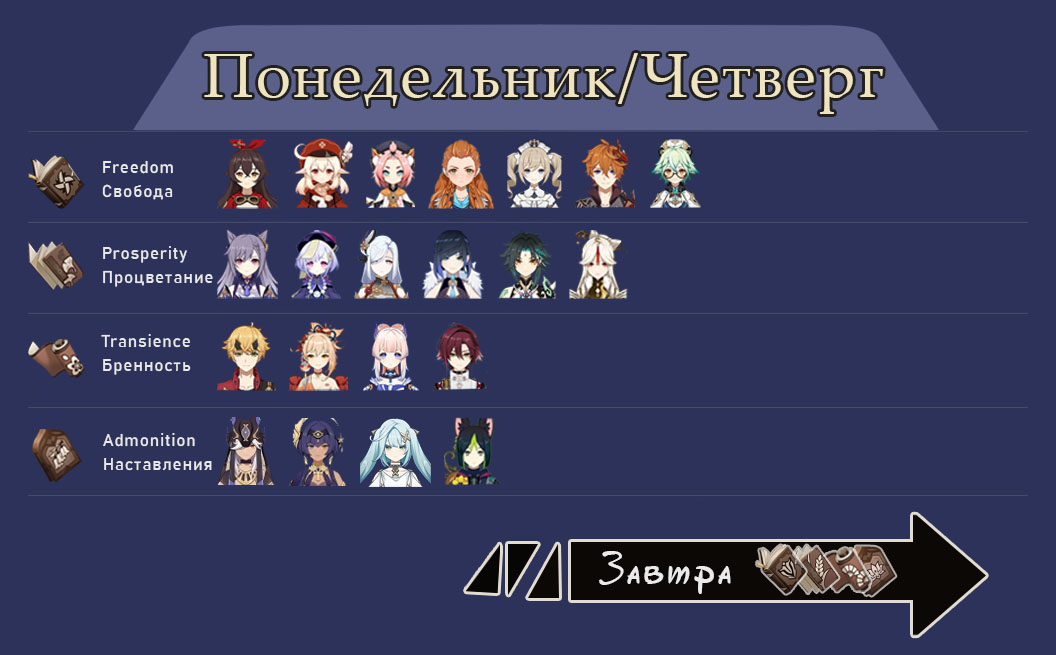 Понедельник/Четверг
Freedom
Свобода
Prosperity
Процветание
Transience
Бренность
Admonition
Наставления
Завтра